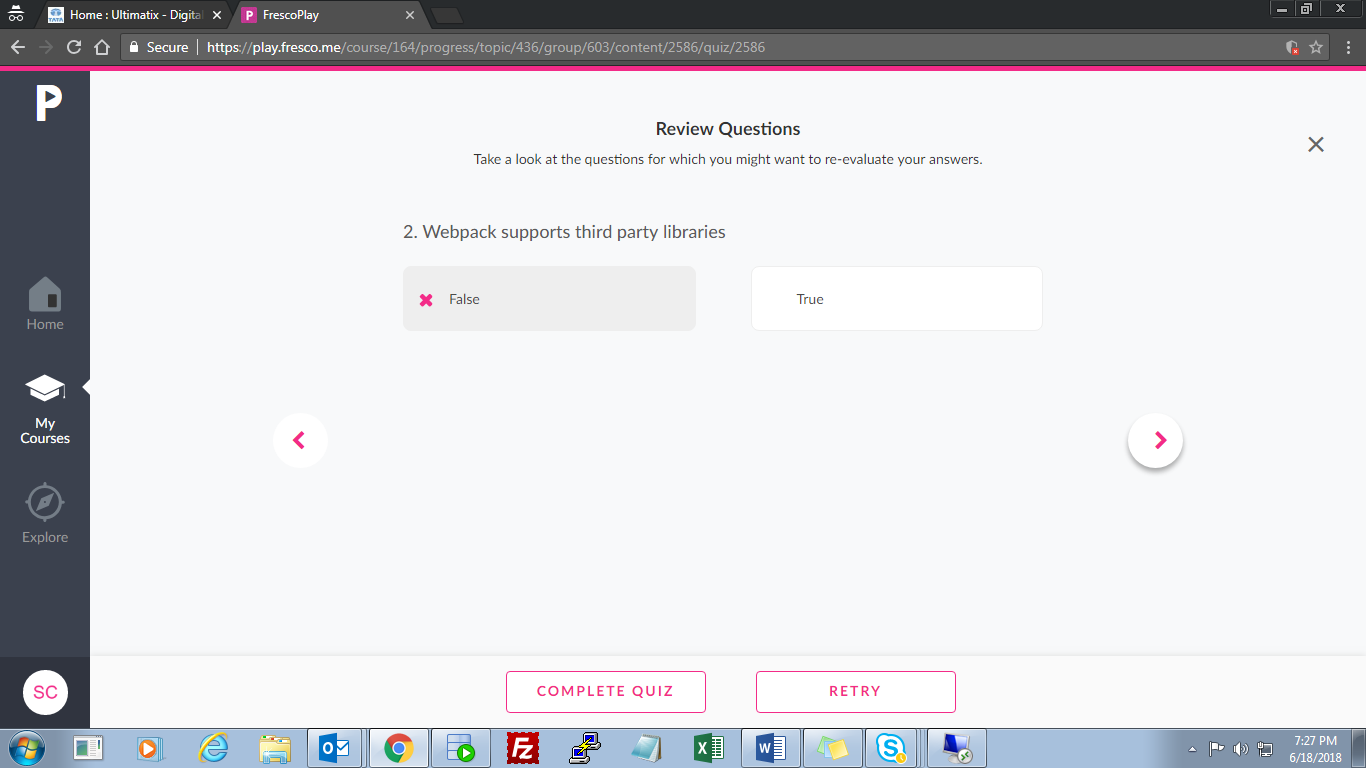 Home : Ultimatix - Digita
FrescoPlay
Secure
https://play.fresco.me/course/164/progress/topic/436/group/603/content/2586/quiz/2586
P
Review Questions
Take a look at the questions for which you might want to re-evaluate your answers.
2. Webpack supports third party libraries
False
True
Home
My
Courses
Explore
SC
COMPLETE QUIZ
RETRY
7:27 PM
6/18/2018